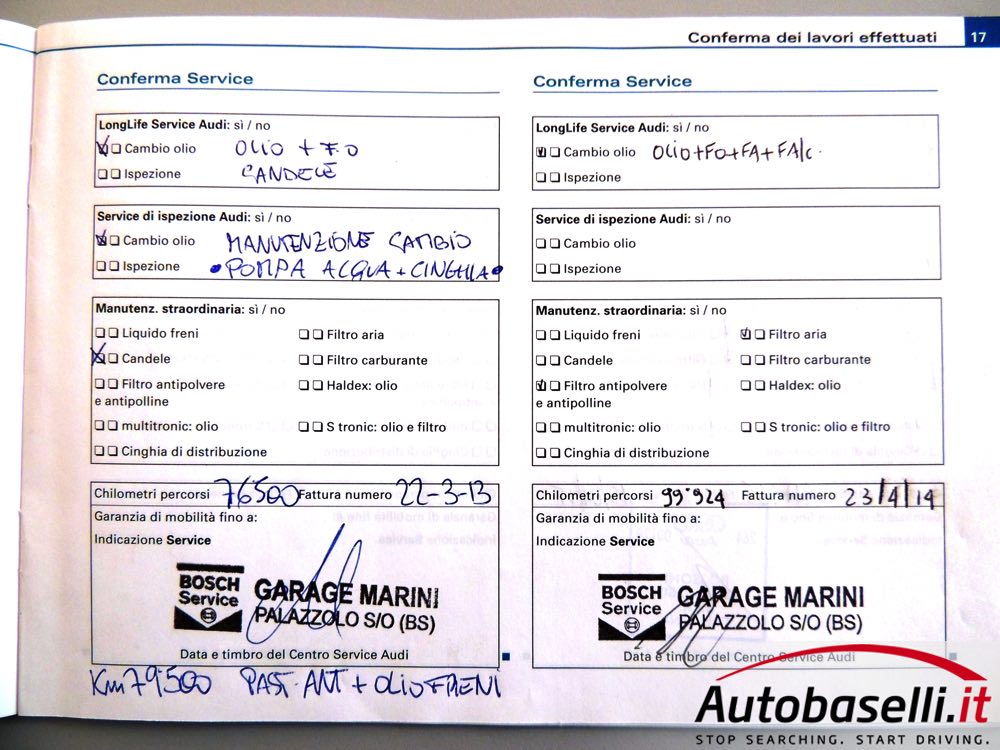 Conferma dei lavori effettuati 17
Conferma Service
LongLife Service Audi: sì / no
Cambio olio OLIO + FO
Ispezione CANDELE
Service di ispezione Audi: sì / no
Cambio olio MANUTENZIONE CAMBIO
Ispezione POMPA ACQUA + CINGHIA
Manutenz. straordinaria: sì / no
Liquido freni Filtro aria
Candele Filtro carburante
Filtro antipolvere Haldex: olio
e antipolline
multitronic: olio S tronic: olio e filtro
Cinghia di distribuzione
Chilometri percorsi 76500 Fattura numero 22-3-13
Garanzia di mobilità fino a:
Indicazione Service
BOSCH
Service
GARAGE MARINI
PALAZZOLO S/O (BS)
Data e timbro del Centro Service Audi
Km 79500 PAST. ANT + OLIO FRENI
Conferma Service
LongLife Service Audi: sì / no
Cambio olio OLIO+FO+FA+FA/C.
Ispezione
Service di ispezione Audi: sì / no
Cambio olio
Ispezione
Manutenz. straordinaria: sì / no
Liquido freni Filtro aria
Candele Filtro carburante
Filtro antipolvere Haldex: olio
e antipolline
multitronic: olio S tronic: olio e filtro
Cinghia di distribuzione
Chilometri percorsi 99'924 Fattura numero 23/4/14
Garanzia di mobilità fino a:
Indicazione Service
BOSCH
Service
GARAGE MARINI
PALAZZOLO S/O (BS)
Data e timbro del Centro Service Audi
Autobaselli.it
STOP SEARCHING. START DRIVING.